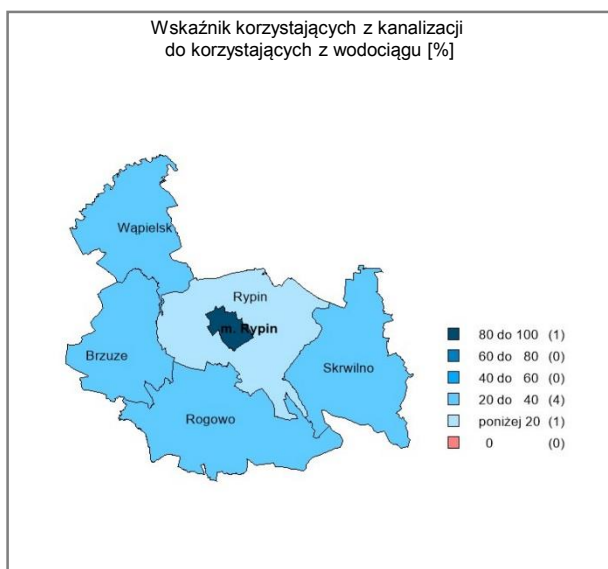 Wskaźnik korzystających z kanalizacji
do korzystających z wodociągu [%]
Wąpielsk
Rypin
m. Rypin
Brzuze
Skrwilno
Rogowo
80 do 100 (1)
60 do 80 (0)
40 do 60 (0)
20 do 40 (4)
poniżej 20 (1)
0 (0)